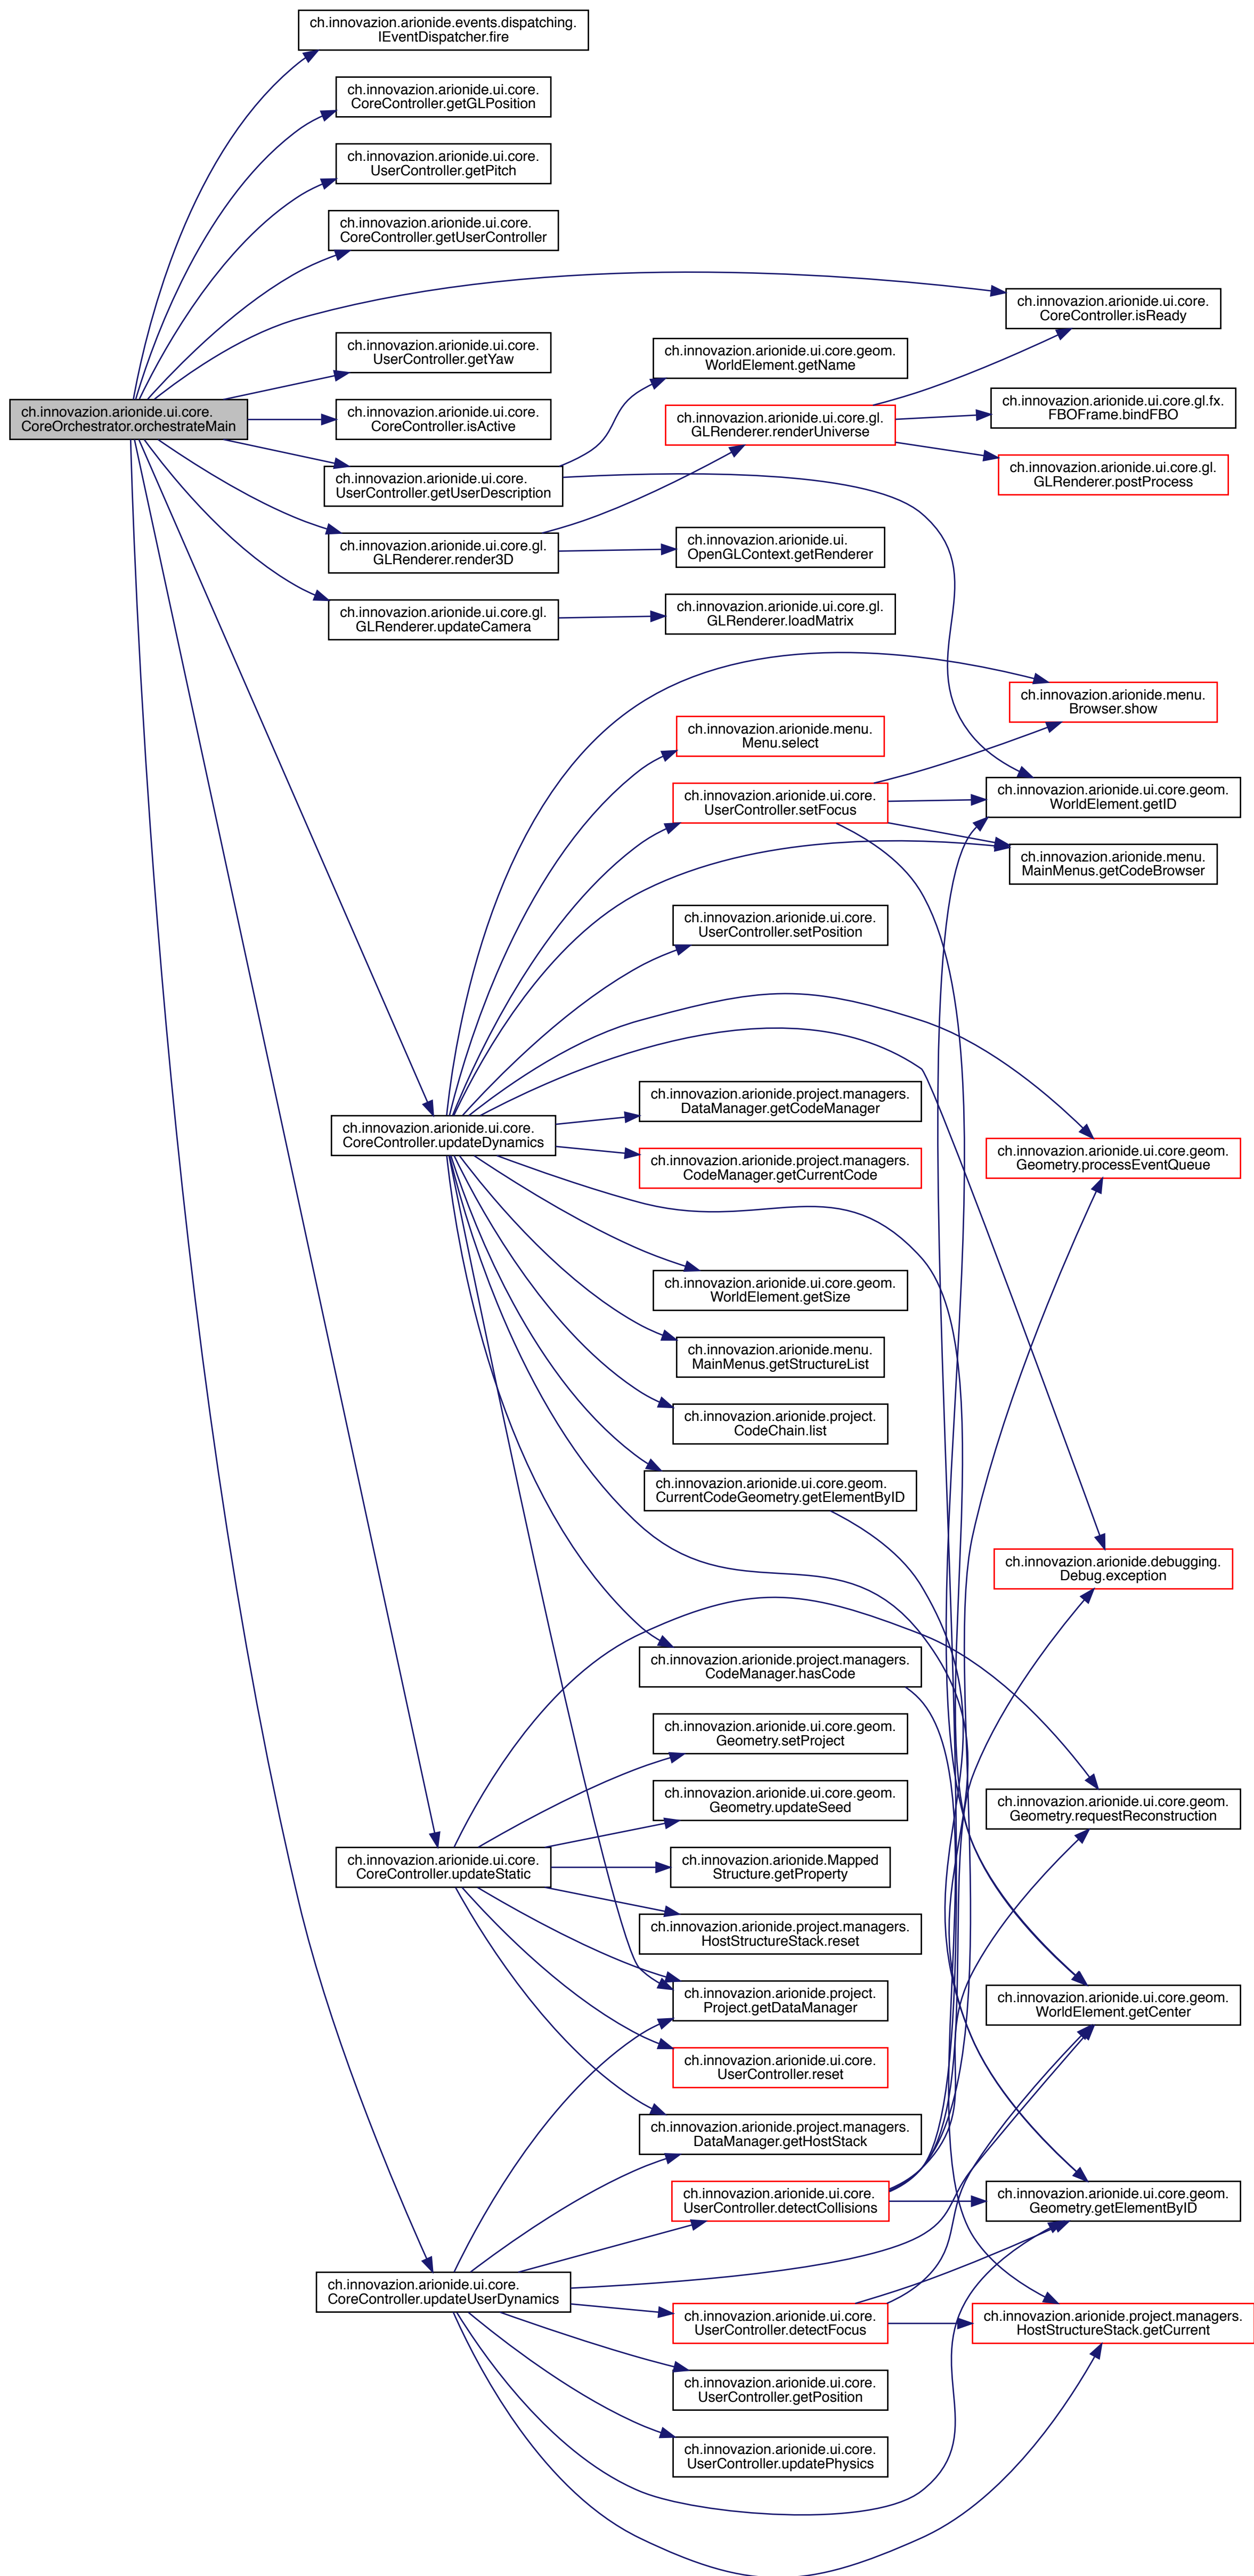 ch.innovazion.arionide.events.dispatching.
IEventDispatcher.fire
ch.innovazion.arionide.ui.core.
CoreController.getGLPosition
ch.innovazion.arionide.ui.core.
UserController.getPitch
ch.innovazion.arionide.ui.core.
CoreController.getUserController
ch.innovazion.arionide.ui.core.
CoreController.isReady
ch.innovazion.arionide.ui.core.
UserController.getYaw
ch.innovazion.arionide.ui.core.geom.
WorldElement.getName
ch.innovazion.arionide.ui.core.gl.fx.
FBOFrame.bindFBO
ch.innovazion.arionide.ui.core.
CoreOrchestrator.orchestrateMain
ch.innovazion.arionide.ui.core.
CoreController.isActive
ch.innovazion.arionide.ui.core.gl.
GLRenderer.renderUniverse
ch.innovazion.arionide.ui.core.gl.
GLRenderer.postProcess
ch.innovazion.arionide.ui.core.
UserController.getUserDescription
ch.innovazion.arionide.ui.core.gl.
GLRenderer.render3D
ch.innovazion.arionide.ui.
OpenGLContext.getRenderer
ch.innovazion.arionide.ui.core.gl.
GLRenderer.updateCamera
ch.innovazion.arionide.ui.core.gl.
GLRenderer.loadMatrix
ch.innovazion.arionide.menu.
Browser.show
ch.innovazion.arionide.menu.
Menu.select
ch.innovazion.arionide.ui.core.
UserController.setFocus
ch.innovazion.arionide.ui.core.geom.
WorldElement.getID
ch.innovazion.arionide.menu.
MainMenus.getCodeBrowser
ch.innovazion.arionide.ui.core.
UserController.setPosition
ch.innovazion.arionide.project.managers.
DataManager.getCodeManager
ch.innovazion.arionide.ui.core.
CoreController.updateDynamics
ch.innovazion.arionide.project.managers.
CodeManager.getCurrentCode
ch.innovazion.arionide.ui.core.geom.
Geometry.processEventQueue
ch.innovazion.arionide.ui.core.geom.
WorldElement.getSize
ch.innovazion.arionide.menu.
MainMenus.getStructureList
ch.innovazion.arionide.project.
CodeChain.list
ch.innovazion.arionide.ui.core.geom.
CurrentCodeGeometry.getElementByID
ch.innovazion.arionide.debugging.
Debug.exception
ch.innovazion.arionide.project.managers.
CodeManager.hasCode
ch.innovazion.arionide.ui.core.geom.
Geometry.setProject
ch.innovazion.arionide.ui.core.geom.
Geometry.updateSeed
ch.innovazion.arionide.ui.core.geom.
Geometry.requestReconstruction
ch.innovazion.arionide.ui.core.
CoreController.updateStatic
ch.innovazion.arionide.Mapped
Structure.getProperty
ch.innovazion.arionide.project.managers.
HostStructureStack.reset
ch.innovazion.arionide.project.
Project.getDataManager
ch.innovazion.arionide.ui.core.geom.
WorldElement.getCenter
ch.innovazion.arionide.ui.core.
UserController.reset
ch.innovazion.arionide.project.managers.
DataManager.getHostStack
ch.innovazion.arionide.ui.core.
UserController.detectCollisions
ch.innovazion.arionide.ui.core.geom.
Geometry.getElementByID
ch.innovazion.arionide.ui.core.
CoreController.updateUserDynamics
ch.innovazion.arionide.ui.core.
UserController.detectFocus
ch.innovazion.arionide.project.managers.
HostStructureStack.getCurrent
ch.innovazion.arionide.ui.core.
UserController.getPosition
ch.innovazion.arionide.ui.core.
UserController.updatePhysics